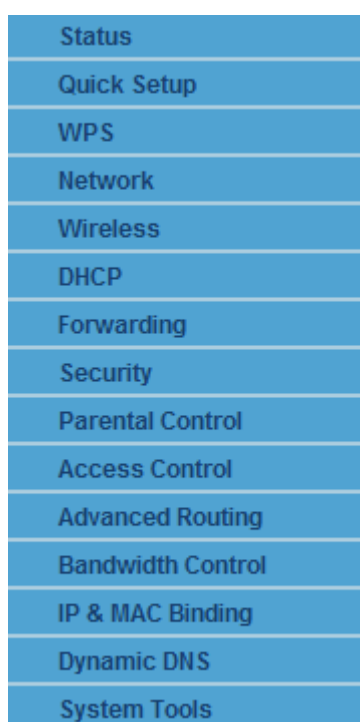 Status
Quick Setup
WPS
Network
Wireless
DHCP
Forwarding
Security
Parental Control
Access Control
Advanced Routing
Bandwidth Control
IP & MAC Binding
Dynamic DNS
System Tools